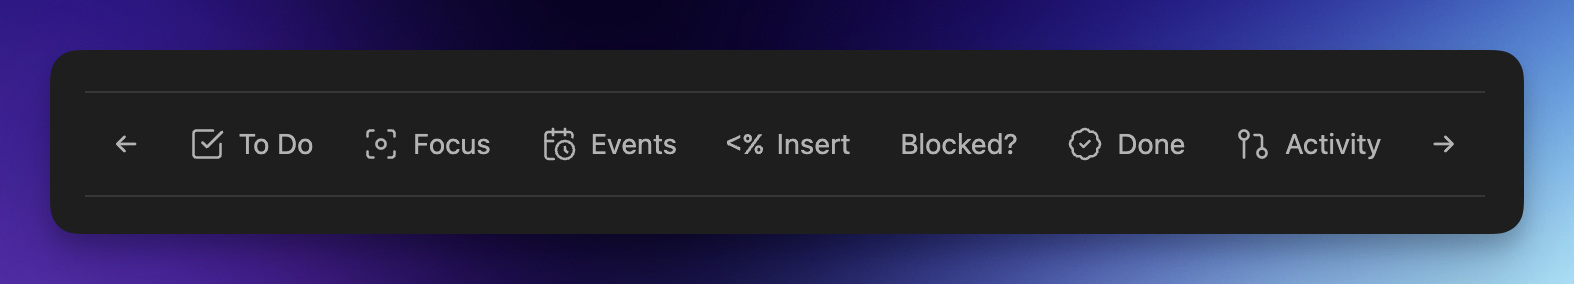 ← To Do Focus Events <% Insert Blocked? Done Activity →